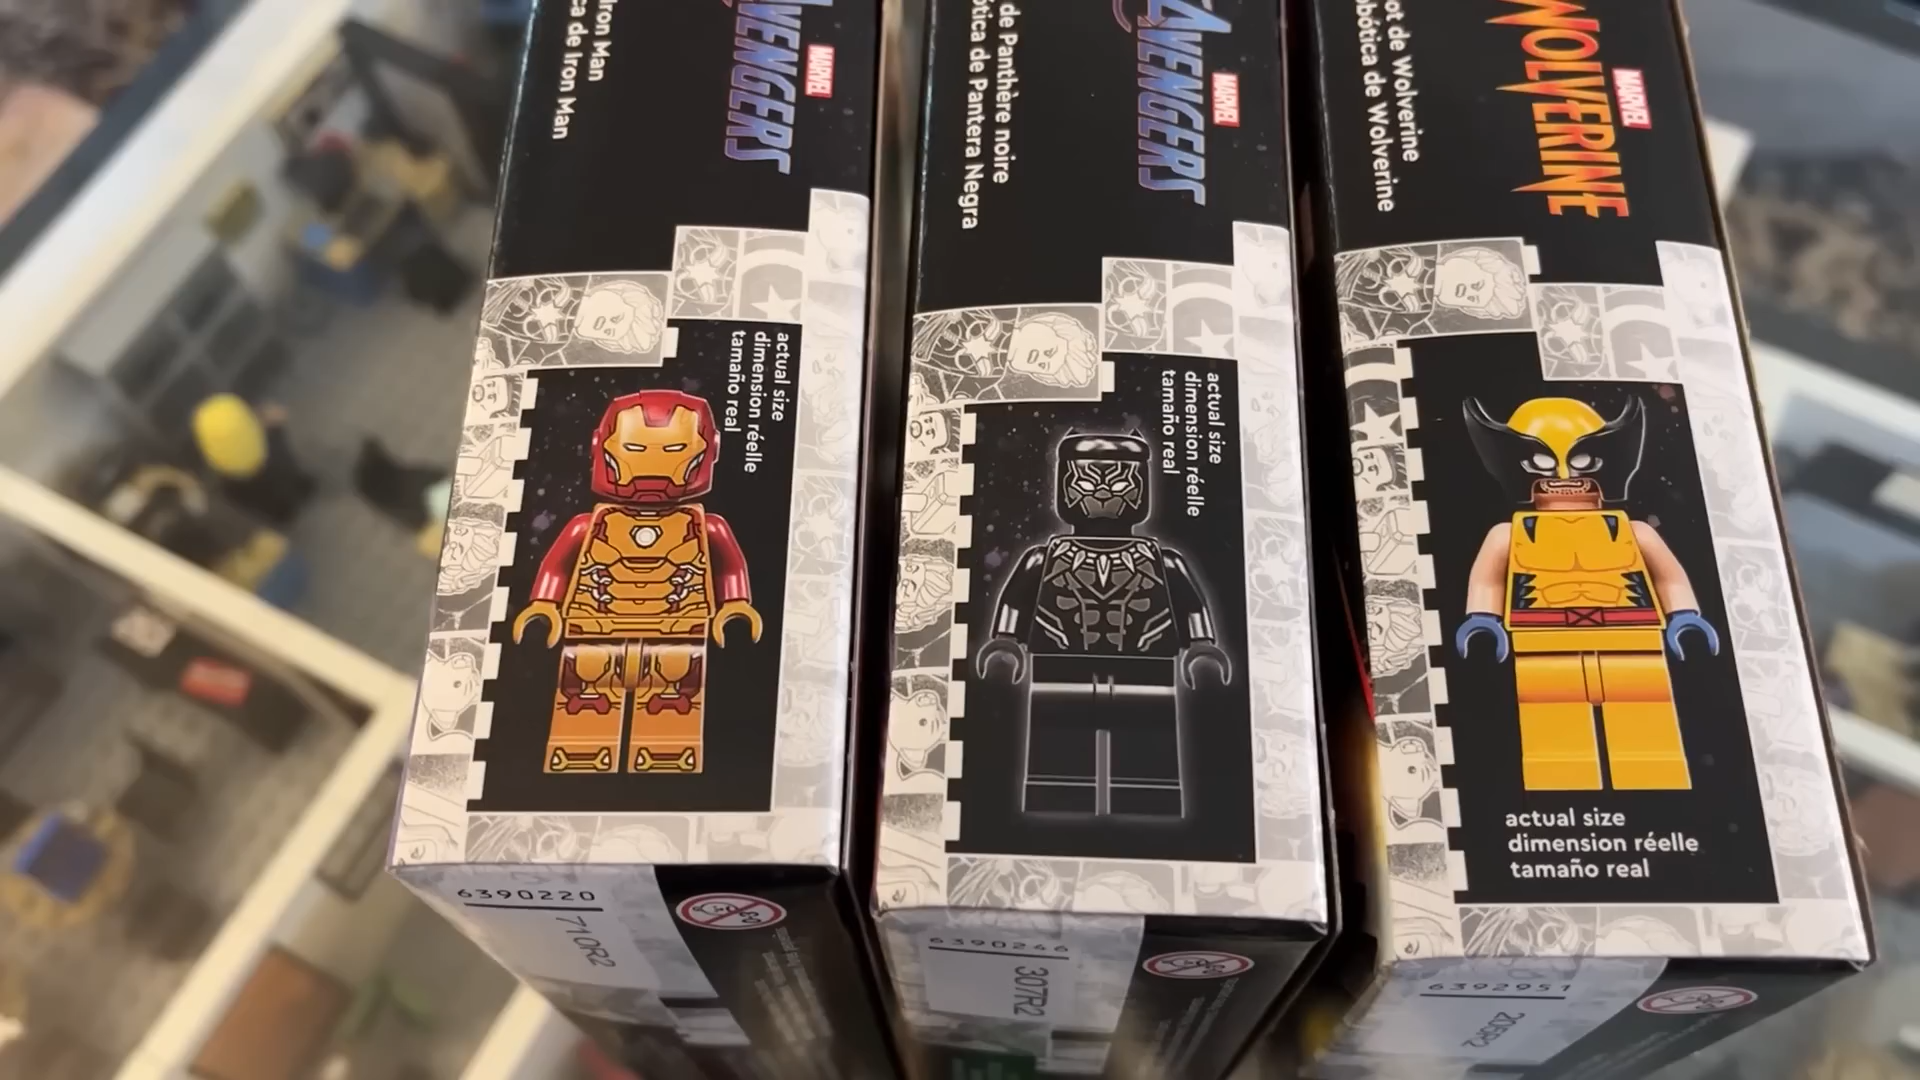 Iron Man
ca de Iron Man
AVENGERS
MARVEL
actual size
dimension réelle
tamaño real
6390220
710R2
de Panthère noire
ótica de Pantera Negra
AVENGERS
MARVEL
actual size
dimension réelle
tamaño real
6390246
307R2
ot de Wolverine
obótica de Wolverine
WOLVERINE
MARVEL
actual size
dimension réelle
tamaño real
6392951
205R2